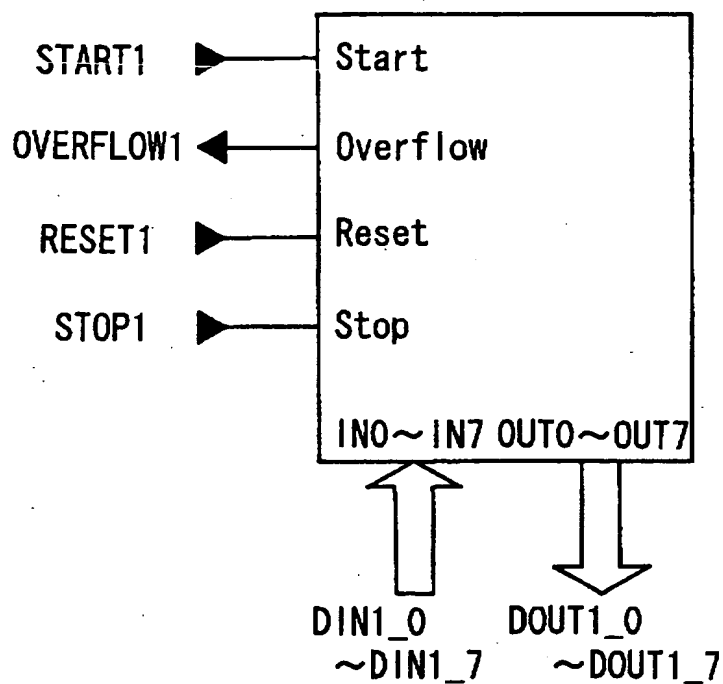 START1 Start
OVERFLOW1 Overflow
RESET1 Reset
STOP1 Stop
IN0～IN7 OUT0～OUT7
DIN1_0 DOUT1_0
～DIN1_7 ～DOUT1_7